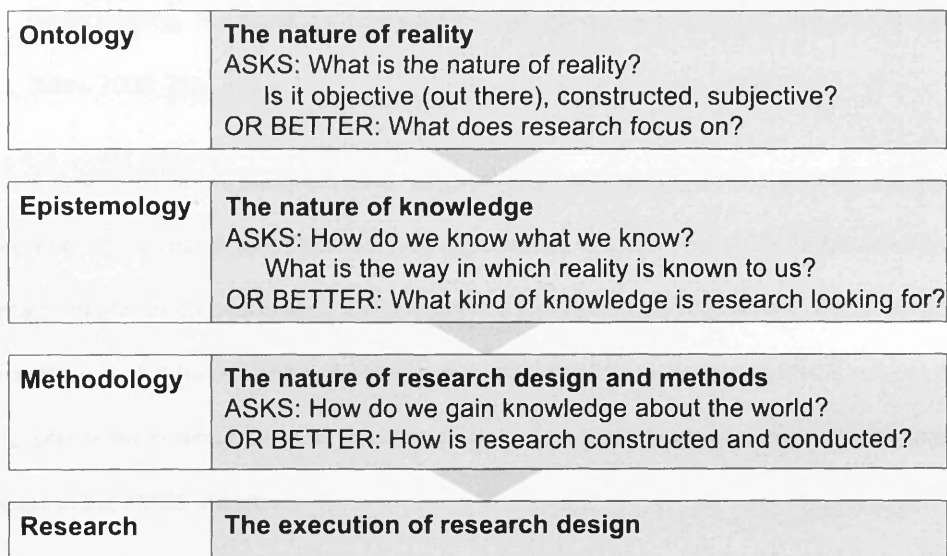 Ontology The nature of reality
ASKS: What is the nature of reality?
Is it objective (out there), constructed, subjective?
OR BETTER: What does research focus on?
Epistemology The nature of knowledge
ASKS: How do we know what we know?
What is the way in which reality is known to us?
OR BETTER: What kind of knowledge is research looking for?
Methodology The nature of research design and methods
ASKS: How do we gain knowledge about the world?
OR BETTER: How is research constructed and conducted?
Research The execution of research design